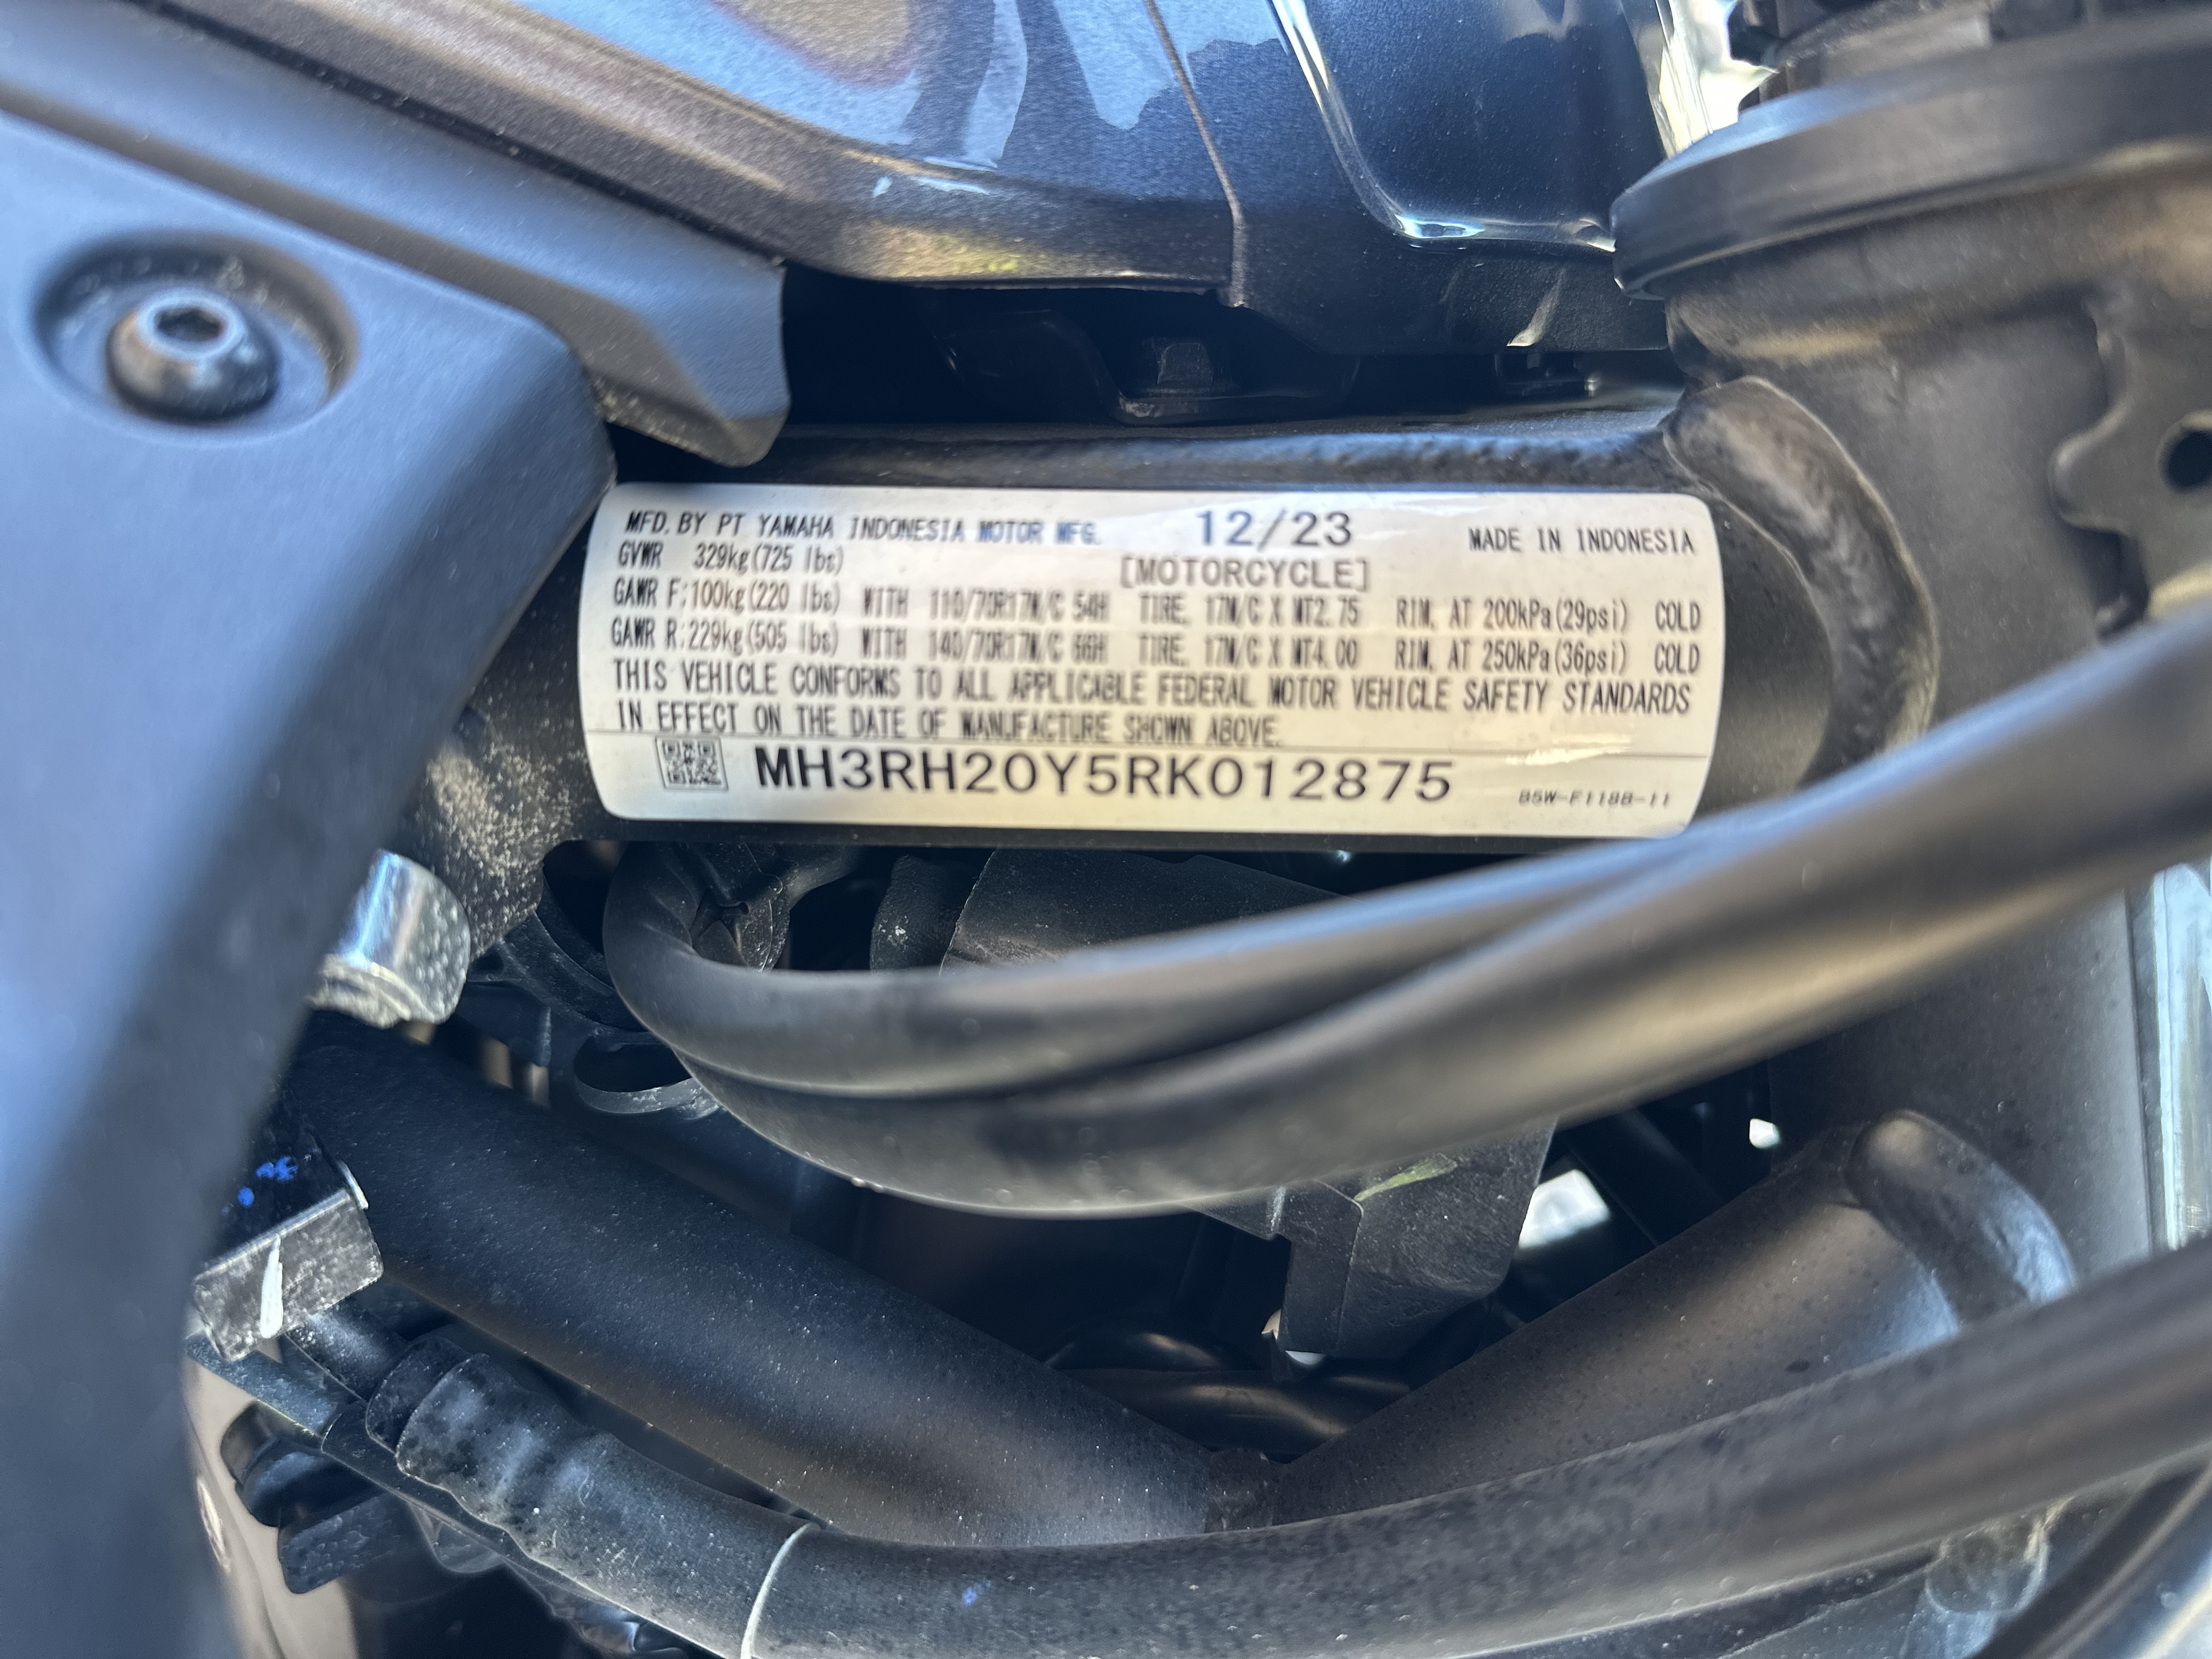 MFD. BY PT YAMAHA INDONESIA MOTOR MFG. 12/23 MADE IN INDONESIA
GVWR 329kg(725 lbs) [MOTORCYCLE]
GAWR F:100kg(220 lbs) WITH 110/70R17M/C 54H TIRE, 17M/C X MT2.75 RIM, AT 200kPa(29psi) COLD
GAWR R:229kg(505 lbs) WITH 140/70R17M/C 66H TIRE, 17M/C X MT4.00 RIM, AT 250kPa(36psi) COLD
THIS VEHICLE CONFORMS TO ALL APPLICABLE FEDERAL MOTOR VEHICLE SAFETY STANDARDS
IN EFFECT ON THE DATE OF MANUFACTURE SHOWN ABOVE.
MH3RH20Y5RK012875 B5W-F118B-11